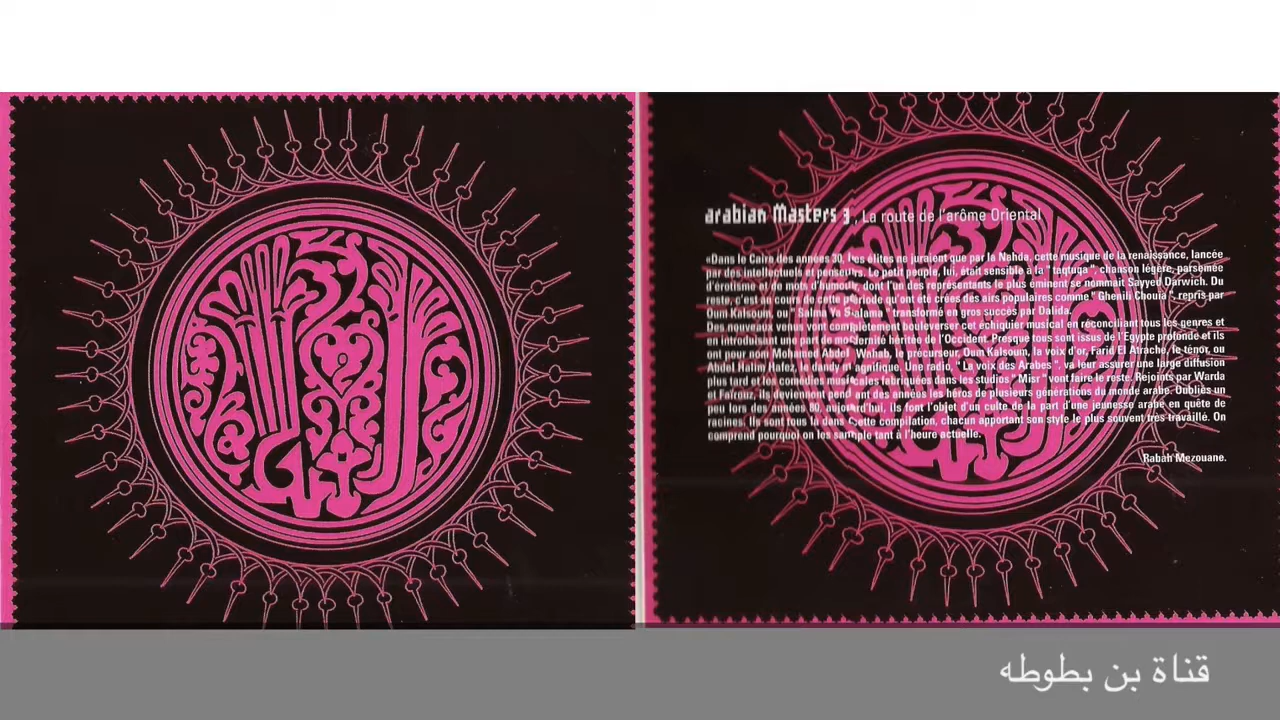 arabian Masters 3 . La route de l'arôme Oriental
«Dans le Caire des années 30, les élites ne juraient que par la Nahda, cette musique de la renaissance, lancée
par des intellectuels et penseurs. Le petit peuple, lui, était sensible à la " taqtuqa ", chanson légère, parsemée
d'érotisme et de mots d'humour, dont l'un des représentants le plus éminent se nommait Sayyed Darwich. Du
reste, c'est au cours de cette période qu'ont été créés des airs populaires comme " Ghenili Chouia ", repris par
Oum Kalsoum, ou " Salma ya Salama " transformé en gros succès par Dalida.
Des nouveaux venus vont complètement bouleverser cet échiquier musical en réconciliant tous les genres et
en introduisant une part de modernité héritée de l'Occident. Presque tous sont issus de l'Egypte profonde et ils
ont pour nom Mohamed Abdel Wahab, le précurseur, Oum Kalsoum, la voix d'or, Farid El Atrache, le ténor, ou
Abdel Halim Hafez, le dandy magnifique. Une radio, " La voix des Arabes ", va leur assurer une large diffusion
plus tard et les comédies musicales fabriquées dans les studios " Misr " vont faire le reste. Rejoints par Warda
et Faïrouz, ils deviennent pendant des années les héros de plusieurs générations du monde arabe. Oubliés un
peu lors des années 80, aujourd'hui, ils font l'objet d'un culte de la part d'une jeunesse arabe en quête de
racines. Ils sont tous là dans cette compilation, chacun apportant son style le plus souvent très travaillé. On
comprend pourquoi on les sample tant à l'heure actuelle.
Rabah Mezouane.
قناة بن بطوطه